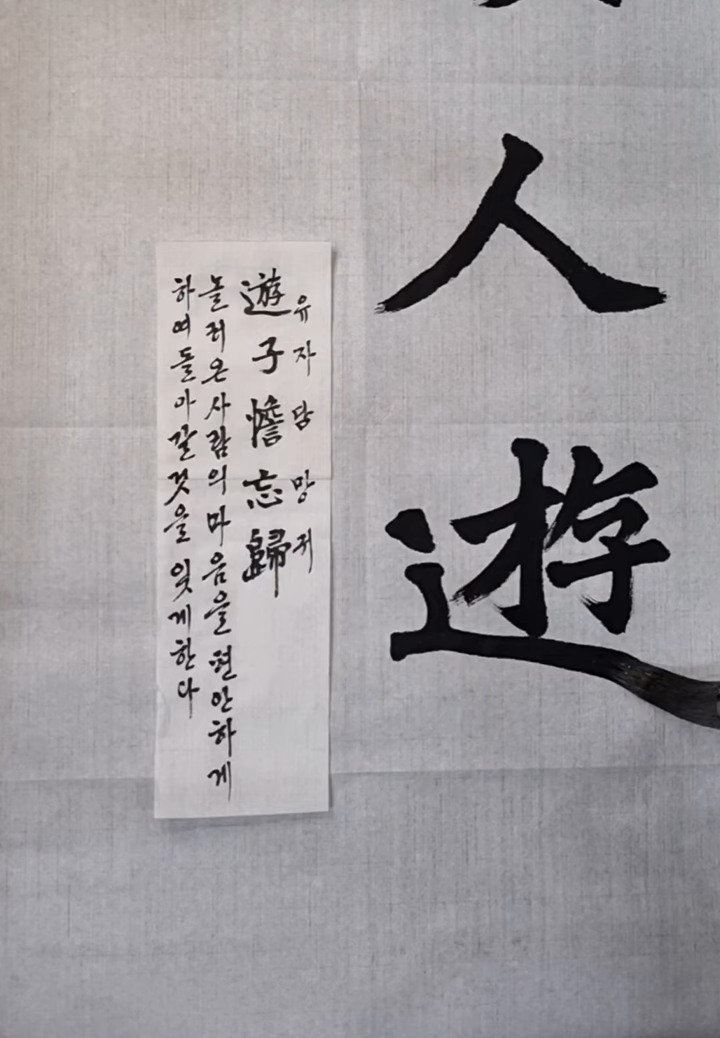 人遊
유자담망귀
遊子憺忘歸
놀러온사람의마음을편안하게
하여돌아갈것을 잊게한다